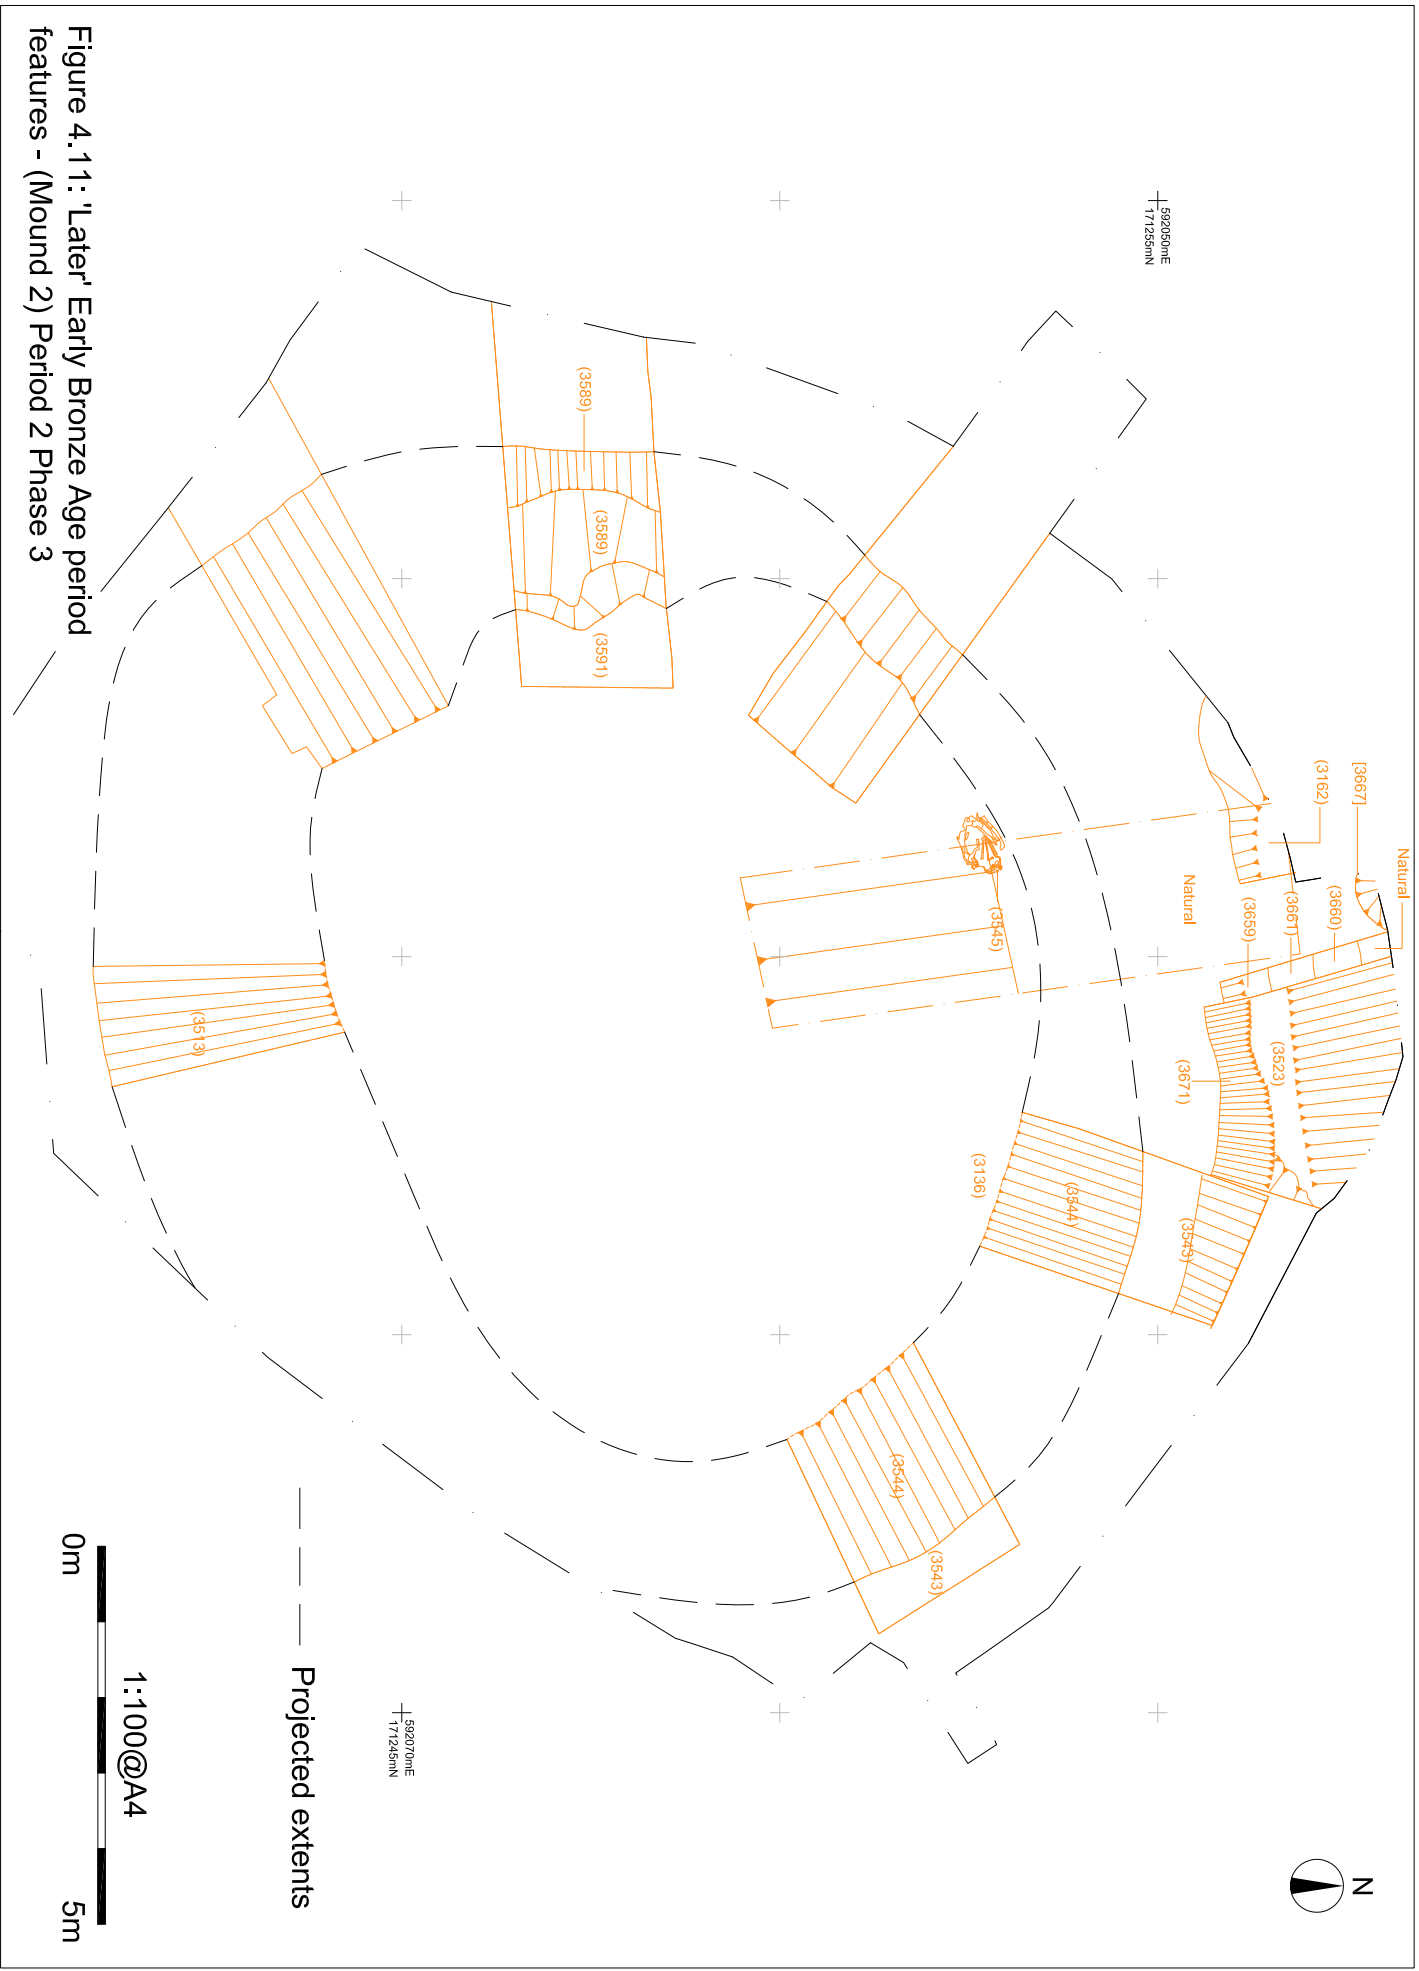 592050mE
171255mN
[3667]
(3162)
Natural
Natural
(3660)
(3661)
(3659)
(3523)
(3671)
(3545)
(3589)
(3589)
(3591)
(3136)
(3544)
(3543)
(3513)
(3544)
(3543)
592070mE
171245mN
N
Projected extents
1:100@A4
0m
5m
Figure 4.11: 'Later' Early Bronze Age period
features - (Mound 2) Period 2 Phase 3